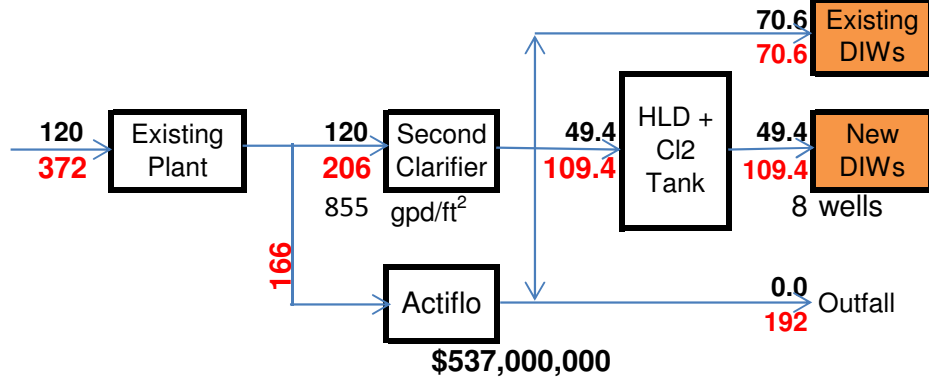 70.6
70.6
Existing
DIWs
120
372
Existing
Plant
120
206
855 gpd/ft²
Second
Clarifier
49.4
109.4
HLD +
Cl2
Tank
49.4
109.4
New
DIWs
8 wells
166
Actiflo
$537,000,000
0.0
192
Outfall